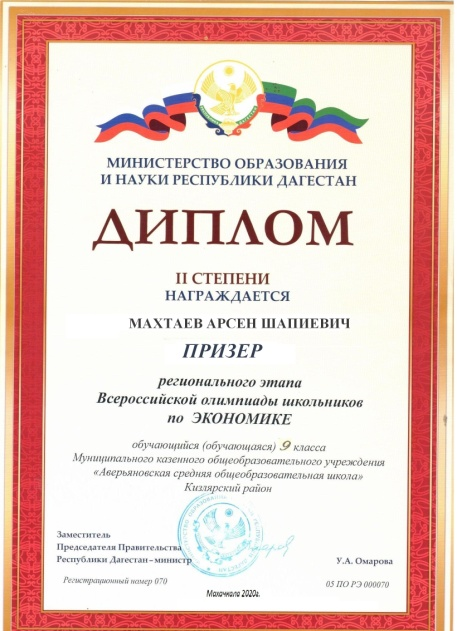 МИНИСТЕРСТВО ОБРАЗОВАНИЯ
И НАУКИ РЕСПУБЛИКИ ДАГЕСТАН
ДИПЛОМ
II СТЕПЕНИ
НАГРАЖДАЕТСЯ
МАХТАЕВ АРСЕН ШАПИЕВИЧ
ПРИЗЕР
регионального этапа
Всероссийской олимпиады школьников
по ЭКОНОМИКЕ
обучающийся (обучающаяся) 9 класса
Муниципального казенного общеобразовательного учреждения
«Аверьяновская средняя общеобразовательная школа»
Кизлярский район
Заместитель
Председателя Правительства
Республики Дагестан – министр
У.А. Омарова
Регистрационный номер 070
05 ПО РЭ 000070
Махачкала 2020г.